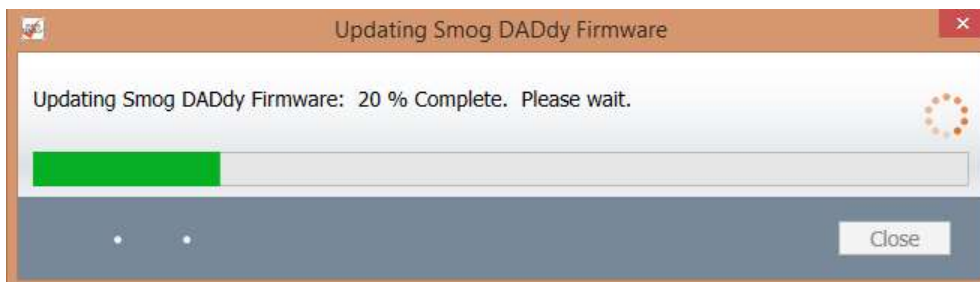 Updating Smog DADdy Firmware
Updating Smog DADdy Firmware:  20 % Complete.  Please wait.
Close